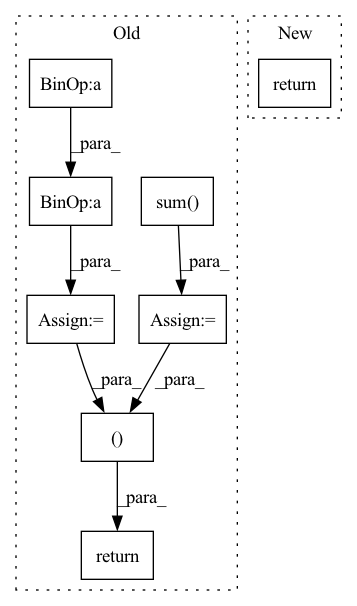 Old
New
BinOp:a
return
_para_
BinOp:a
sum()
_para_
_para_
Assign:=
Assign:=
_para_
_para_
()
_para_
return